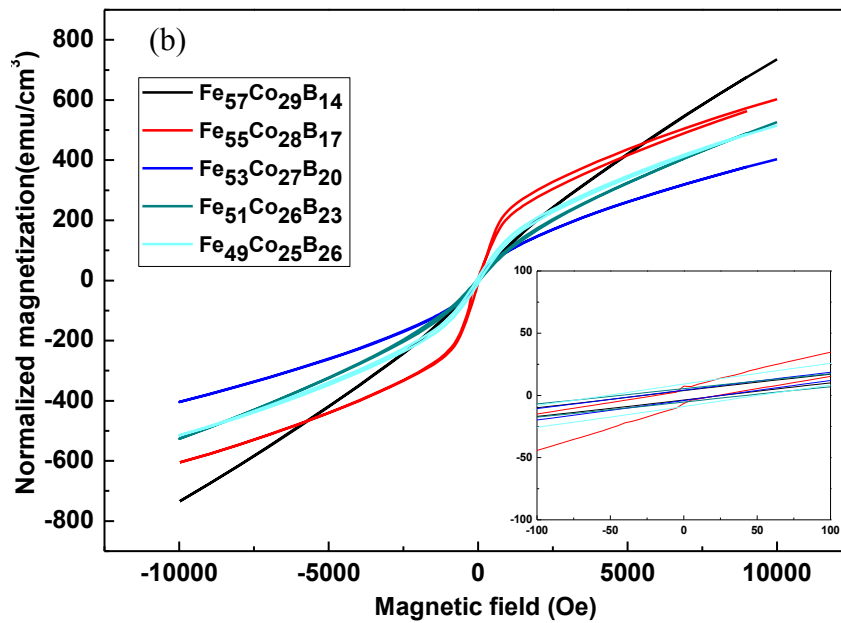 (b)
Fe57Co29B14
Fe55Co28B17
Fe53Co27B20
Fe51Co26B23
Fe49Co25B26
Normalized magnetization(emu/cm³)
800
600
400
200
0
-200
-400
-600
-800
-10000 -5000 0 5000 10000
Magnetic field (Oe)
100
50
0
-50
-100
-100 -50 0 50 100